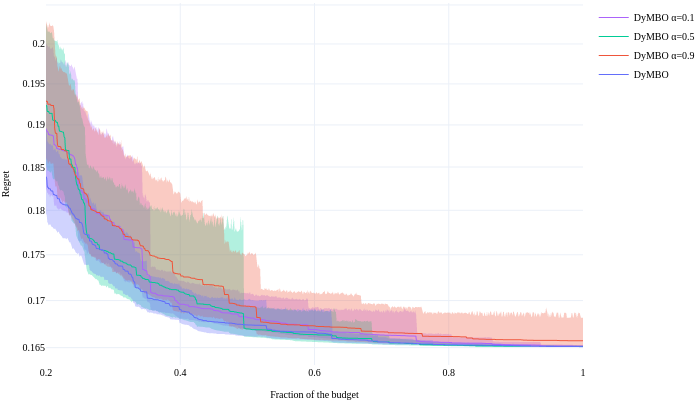 DyMBO α=0.1
DyMBO α=0.5
DyMBO α=0.9
DyMBO
0.2
0.195
0.19
0.185
0.18
0.175
0.17
0.165
Regret
0.2 0.4 0.6 0.8 1
Fraction of the budget